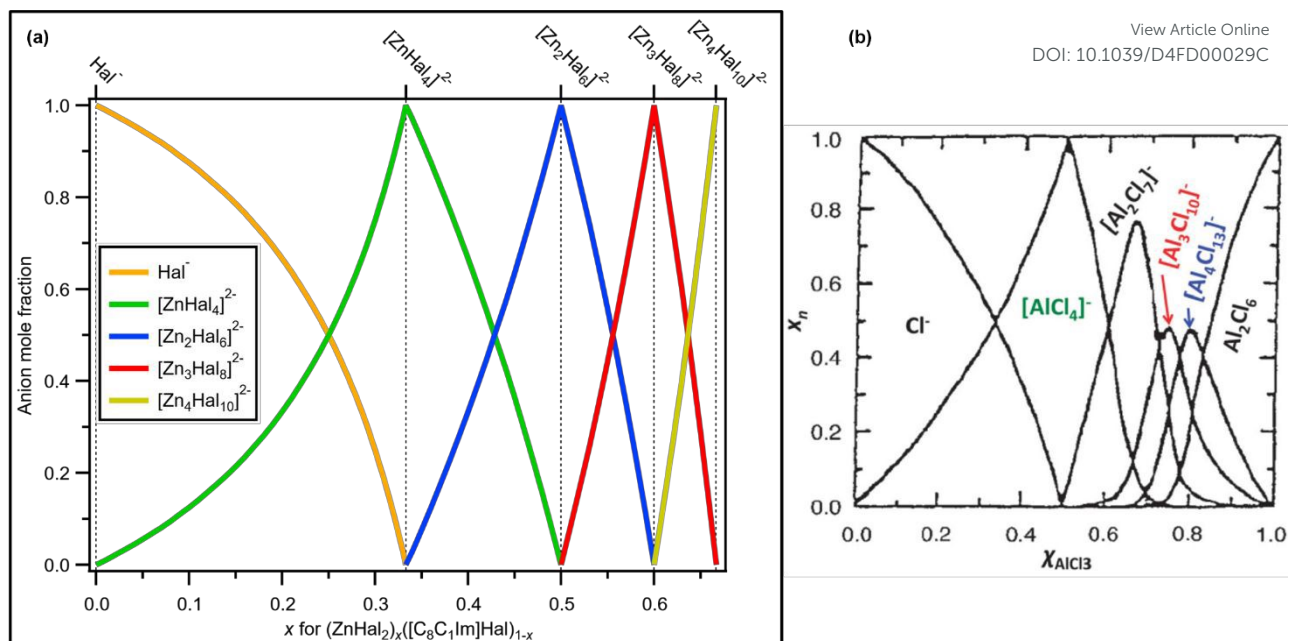 (a)
Hal⁻
[ZnHal₄]²⁻
[Zn₂Hal₆]²⁻
[Zn₃Hal₈]²⁻
[Zn₄Hal₁₀]²⁻
1.0
0.8
0.6
0.4
0.2
0.0
Anion mole fraction
Hal⁻
[ZnHal₄]²⁻
[Zn₂Hal₆]²⁻
[Zn₃Hal₈]²⁻
[Zn₄Hal₁₀]²⁻
0.0 0.1 0.2 0.3 0.4 0.5 0.6
x for (ZnHal₂)ₓ([C₈C₁Im]Hal)₁₋ₓ
(b)
View Article Online
DOI: 10.1039/D4FD00029C
1.0
0.8
0.6
0.4
0.2
0.0
xₙ
Cl⁻
[AlCl₄]⁻
[Al₂Cl₇]⁻
[Al₃Cl₁₀]⁻
[Al₄Cl₁₃]⁻
Al₂Cl₆
0.0 0.2 0.4 0.6 0.8 1.0
χAlCl3